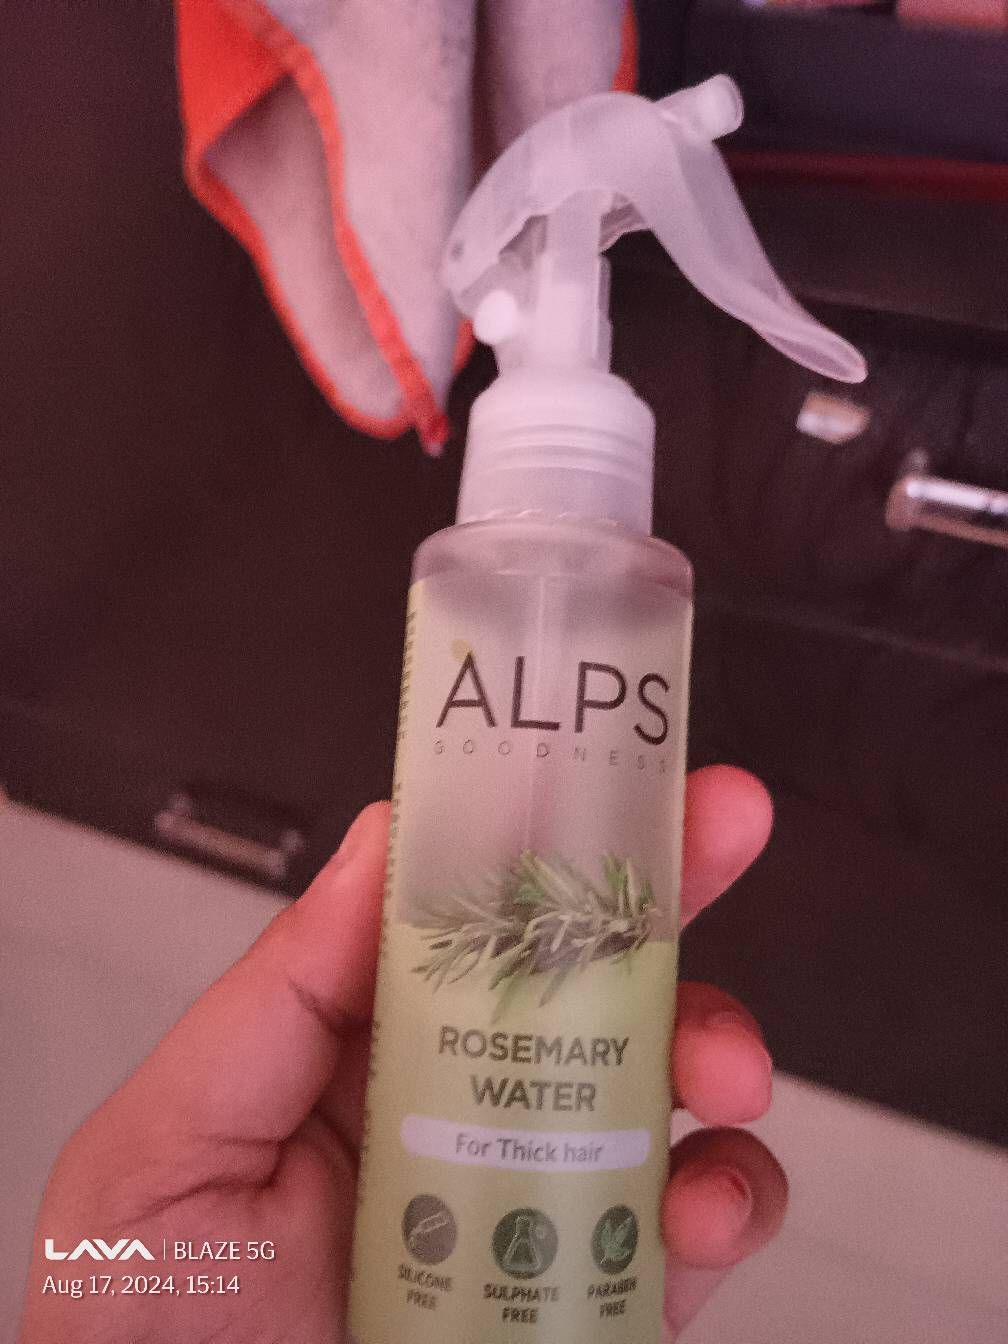 ALPS
GOODNESS
ROSEMARY
WATER
For Thick hair
SILICONE
FREE
SULPHATE
FREE
PARABEN
FREE
LAVA | BLAZE 5G
Aug 17, 2024, 15:14